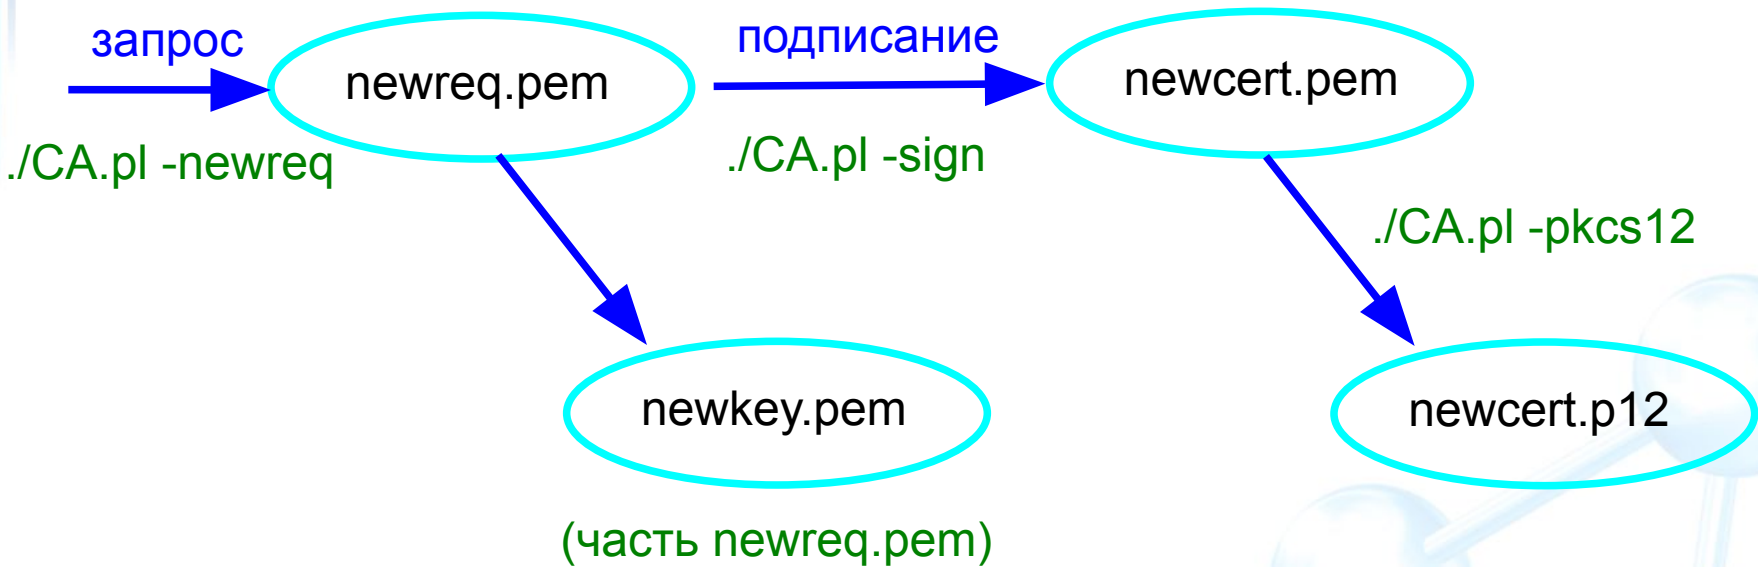 запрос
newreq.pem
./CA.pl -newreq
подписание
./CA.pl -sign
newcert.pem
./CA.pl -pkcs12
newkey.pem
(часть newreq.pem)
newcert.p12